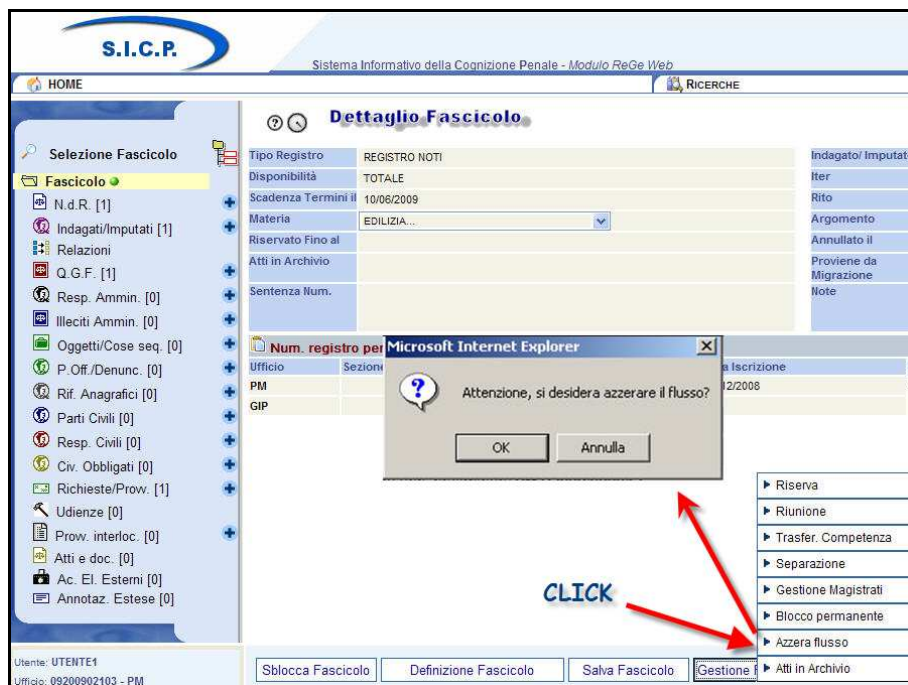 S.I.C.P.
Sistema Informativo della Cognizione Penale - Modulo ReGe Web
HOME
RICERCHE
Dettaglio Fascicolo
Selezione Fascicolo
Fascicolo
N.d.R. [1]
Indagati/Imputati [1]
Relazioni
Q.G.F. [1]
Resp. Ammin. [0]
Illeciti Ammin. [0]
Oggetti/Cose seq. [0]
P.Off./Denunc. [0]
Rif. Anagrafici [0]
Parti Civili [0]
Resp. Civili [0]
Civ. Obbligati [0]
Richieste/Prow. [1]
Udienze [0]
Prow. interloc. [0]
Atti e doc. [0]
Ac. El. Esterni [0]
Annotaz. Estese [0]
Utente: UTENTE1
Ufficio: 09200902103 - PM
Tipo Registro REGISTRO NOTI Indagato/ Imputat
Disponibilità TOTALE Iter
Scadenza Termini il 10/06/2009 Rito
Materia EDILIZIA... Argomento
Riservato Fino al Annullato il
Atti in Archivio Proviene da Migrazione
Sentenza Num. Note
Num. registro per
Ufficio Sezione a Iscrizione
PM 12/2008
GIP
Microsoft Internet Explorer
Attenzione, si desidera azzerare il flusso?
OK Annulla
CLICK
Riserva
Riunione
Trasfer. Competenza
Separazione
Gestione Magistrati
Blocco permanente
Azzera flusso
Atti in Archivio
Sblocca Fascicolo Definizione Fascicolo Salva Fascicolo Gestione